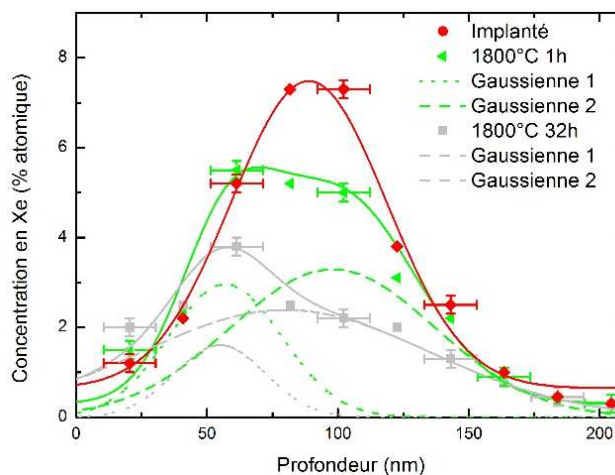 Implanté
1800°C 1h
Gaussienne 1
Gaussienne 2
1800°C 32h
Gaussienne 1
Gaussienne 2
Concentration en Xe (% atomique)
8
6
4
2
0
0 50 100 150 200
Profondeur (nm)